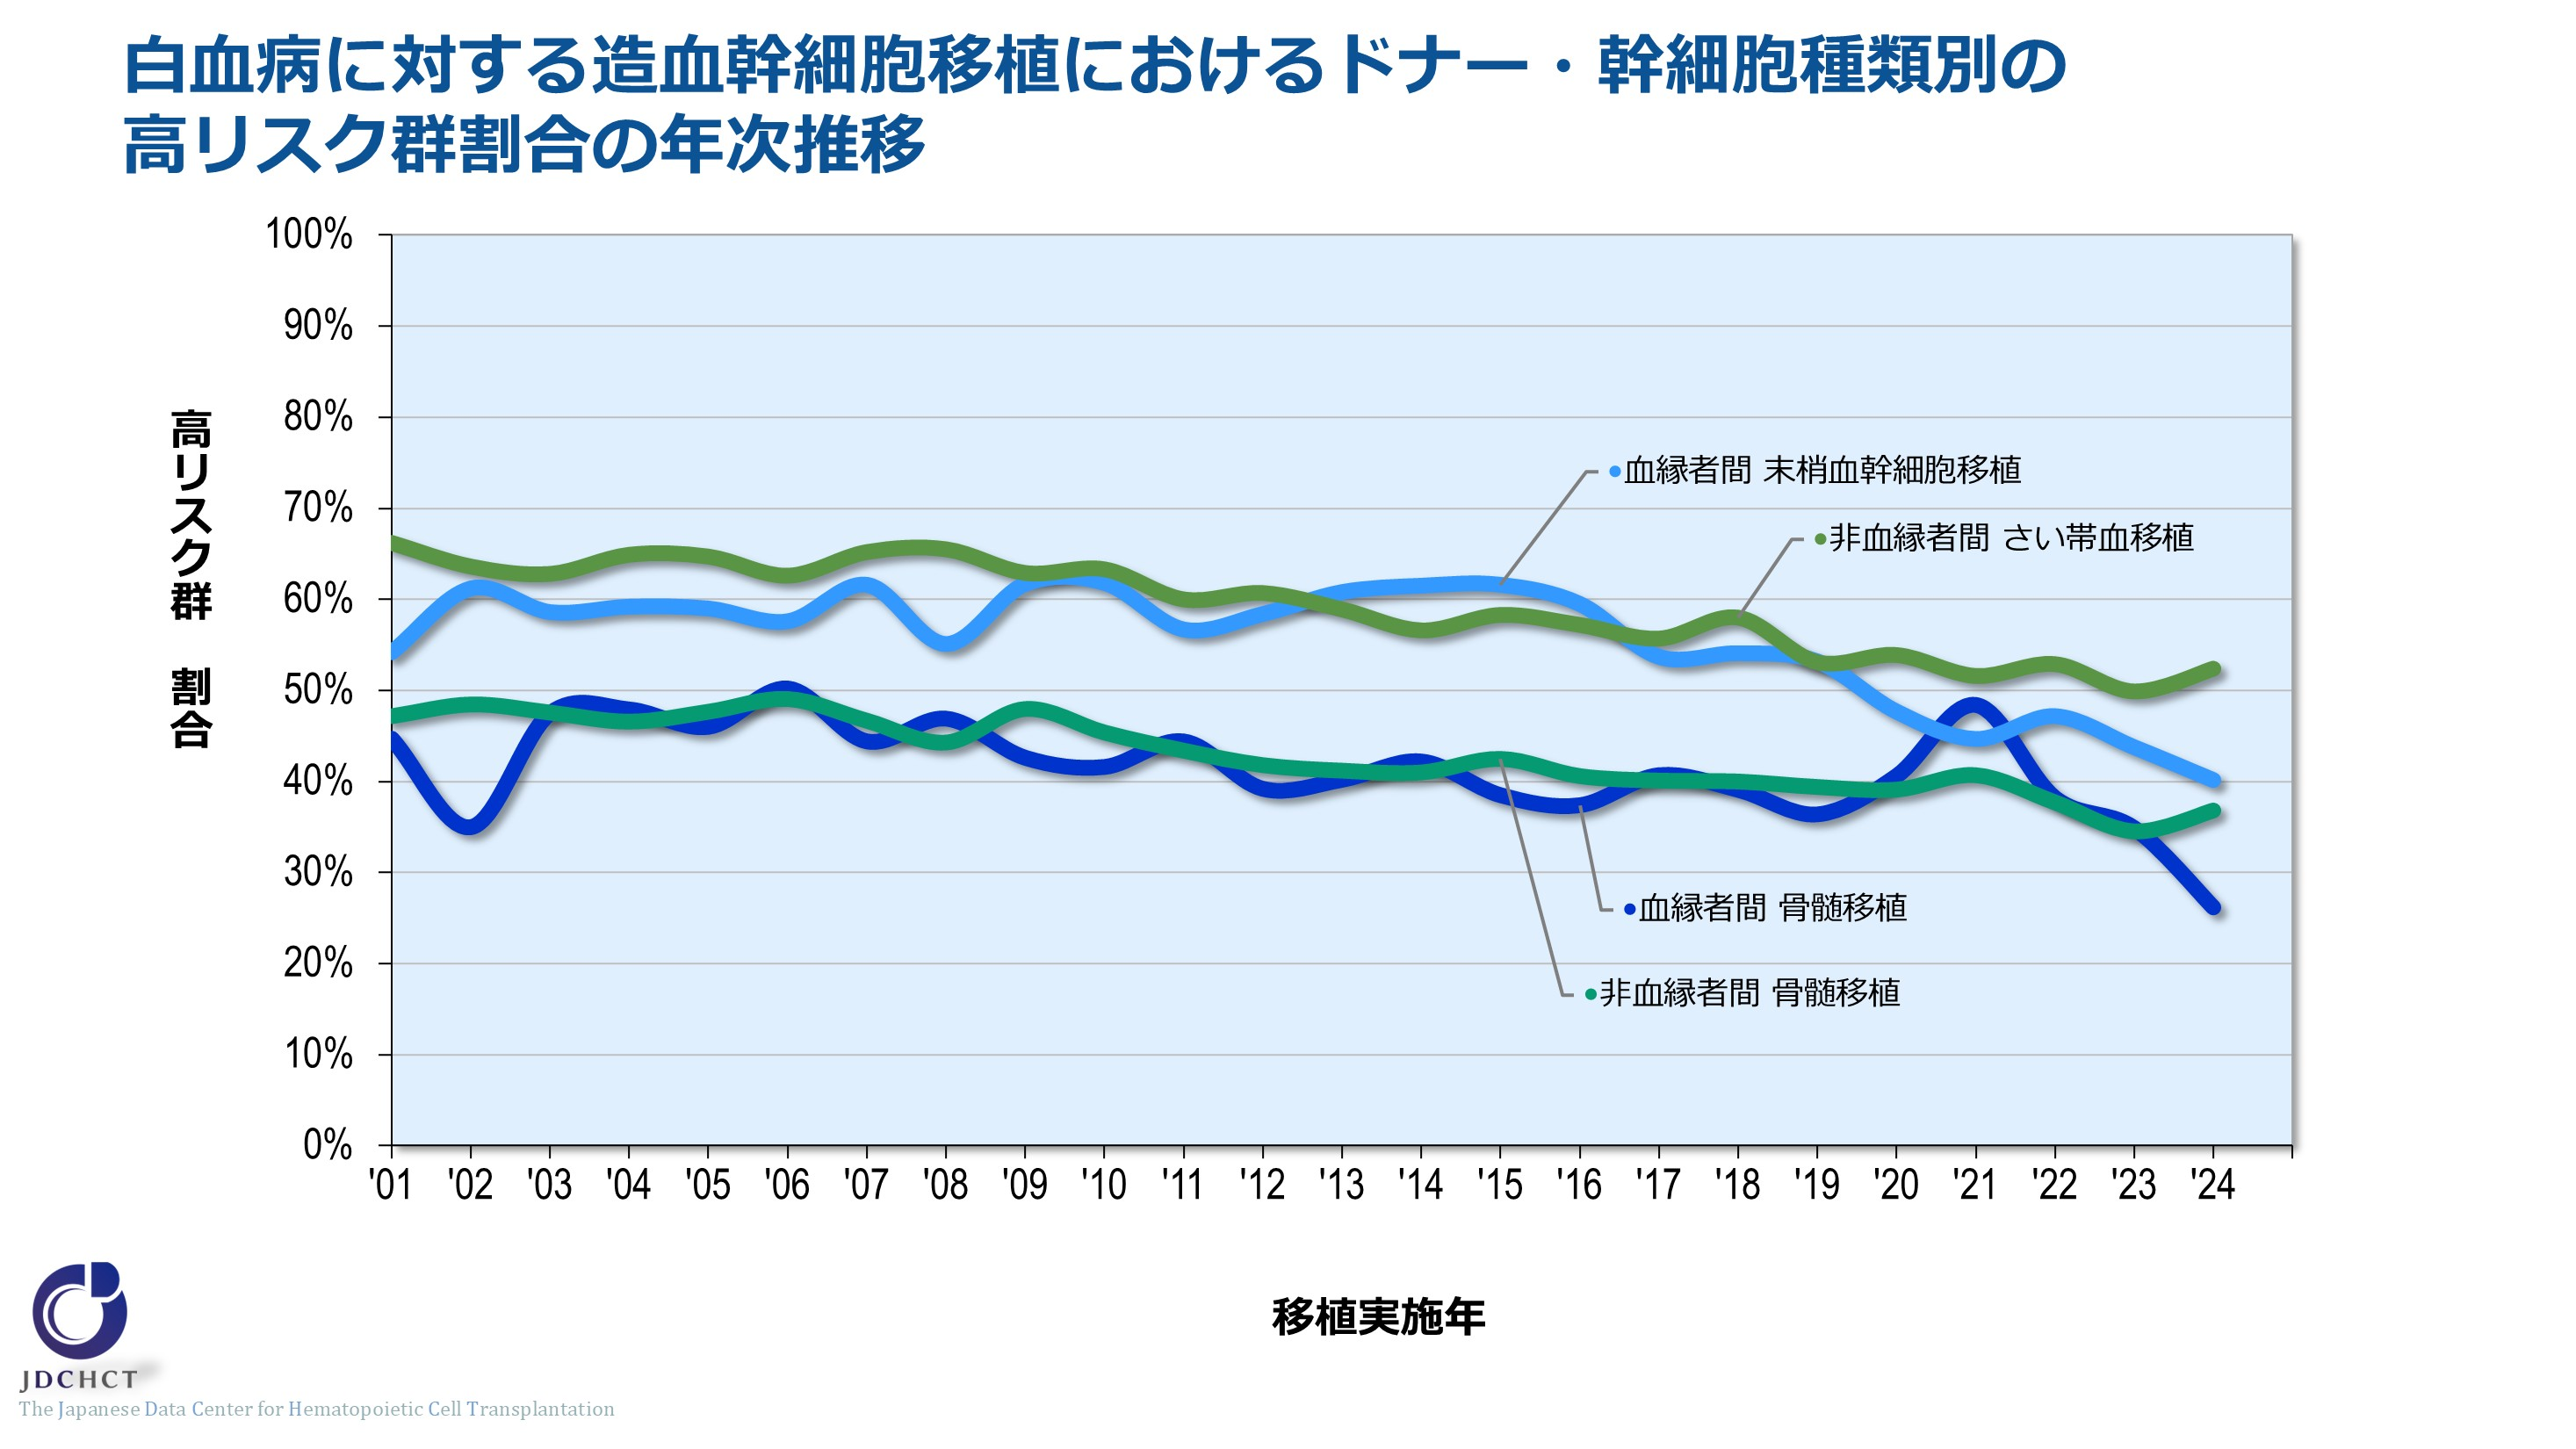 白血病に対する造血幹細胞移植におけるドナー・幹細胞種類別の
高リスク群割合の年次推移
高リスク群 割合
100%
90%
80%
70%
60%
50%
40%
30%
20%
10%
0%
血縁者間 末梢血幹細胞移植
非血縁者間 さい帯血移植
血縁者間 骨髄移植
非血縁者間 骨髄移植
'01 '02 '03 '04 '05 '06 '07 '08 '09 '10 '11 '12 '13 '14 '15 '16 '17 '18 '19 '20 '21 '22 '23 '24
移植実施年
JDCHCT
The Japanese Data Center for Hematopoietic Cell Transplantation